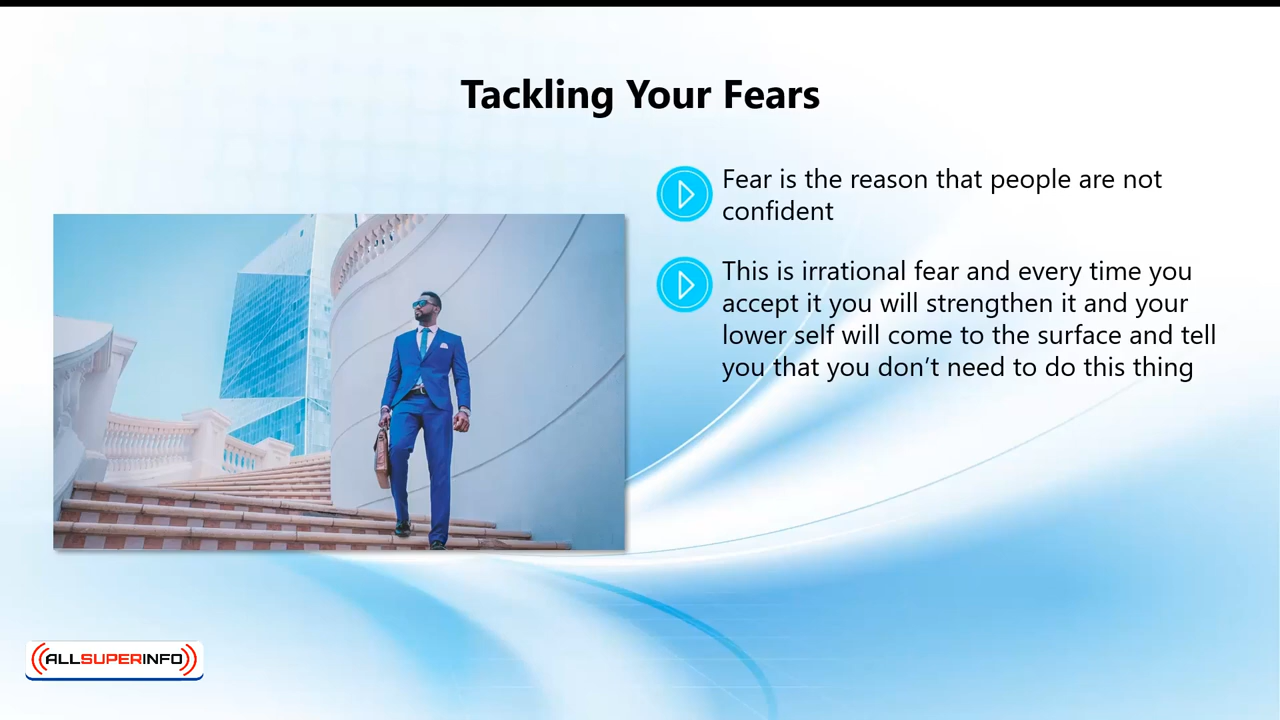 Tackling Your Fears
Fear is the reason that people are not
confident
This is irrational fear and every time you
accept it you will strengthen it and your
lower self will come to the surface and tell
you that you don’t need to do this thing
ALLSUPERINFO